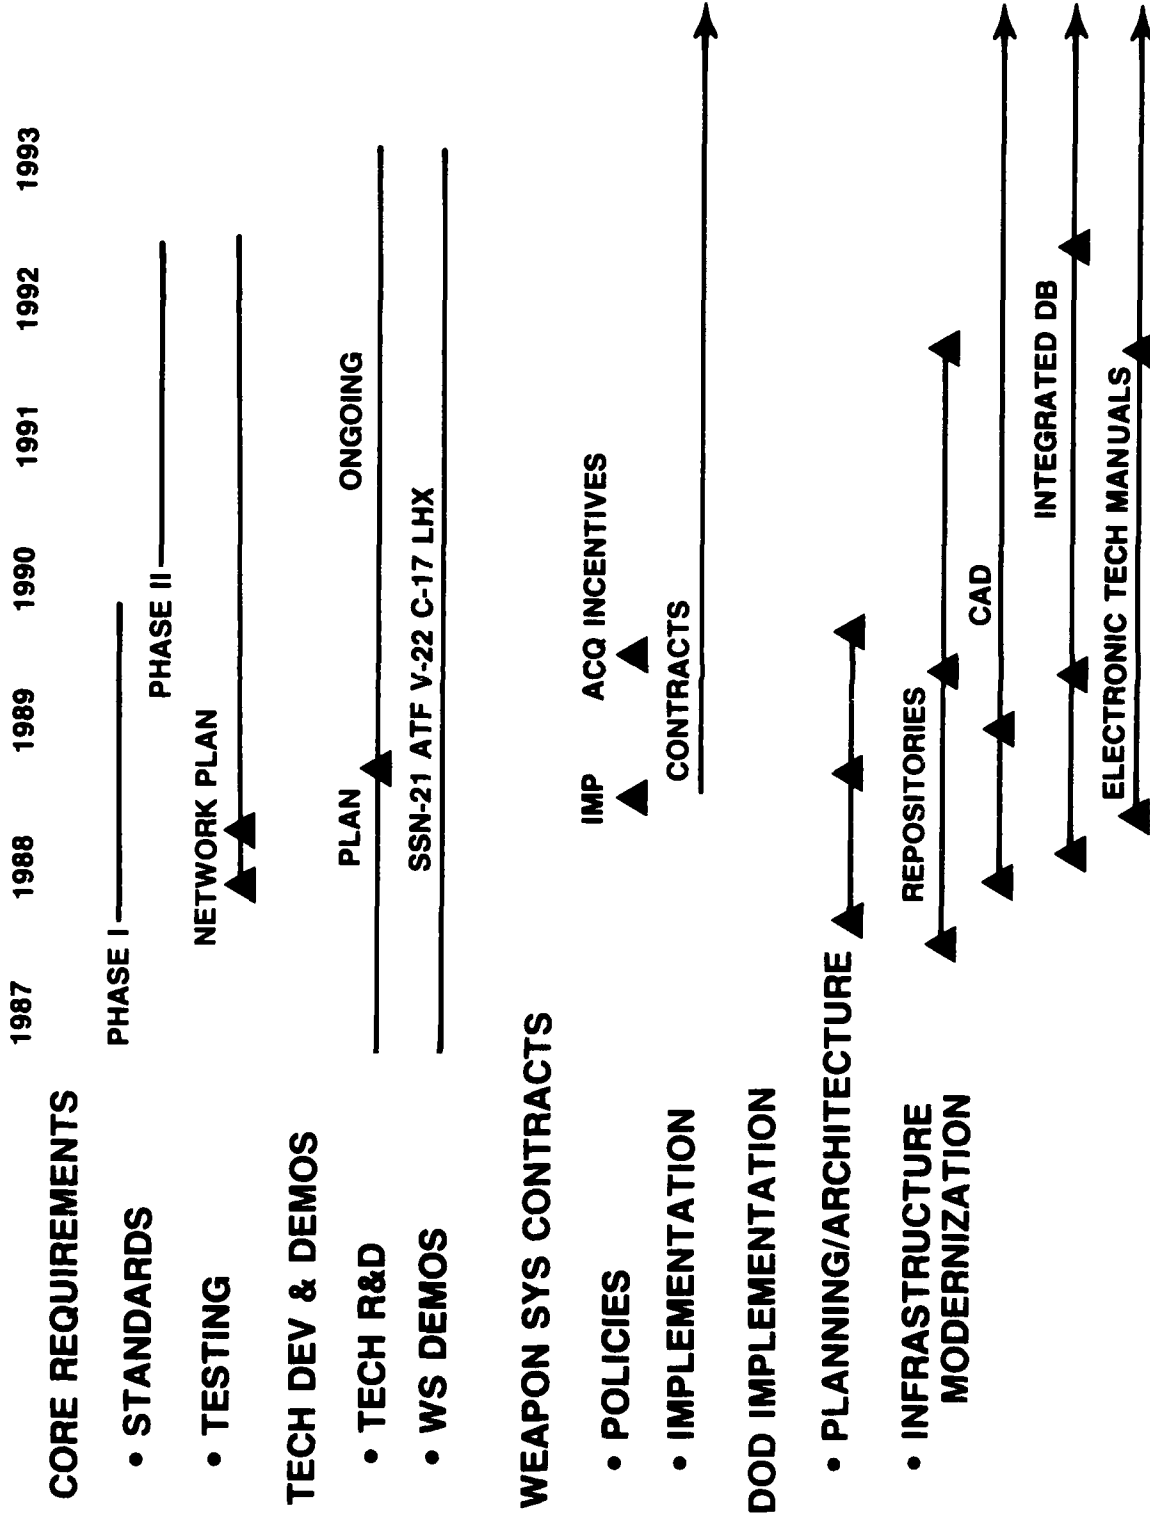 1987 1988 1989 1990 1991 1992 1993
CORE REQUIREMENTS
• STANDARDS
PHASE I
PHASE II
• TESTING
NETWORK PLAN
TECH DEV & DEMOS
• TECH R&D
PLAN
ONGOING
• WS DEMOS
SSN-21 ATF V-22 C-17 LHX
WEAPON SYS CONTRACTS
• POLICIES
IMP
ACQ INCENTIVES
• IMPLEMENTATION
CONTRACTS
DOD IMPLEMENTATION
• PLANNING/ARCHITECTURE
• INFRASTRUCTURE
MODERNIZATION
REPOSITORIES
CAD
INTEGRATED DB
ELECTRONIC TECH MANUALS